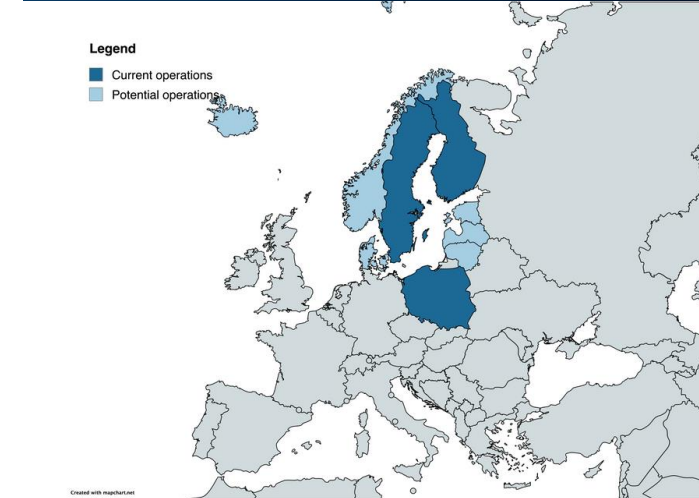 Legend
Current operations
Potential operations
Created with mapchart.net